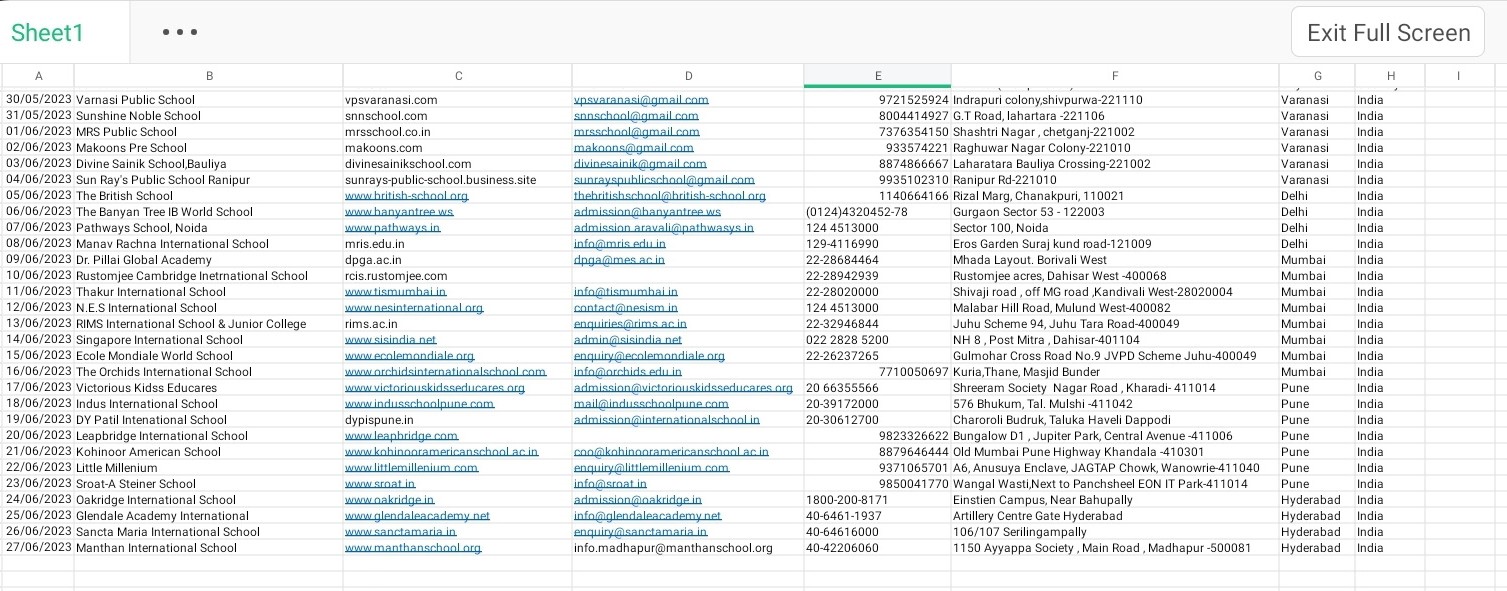 Sheet1 ••• Exit Full Screen
A B C D E F G H I
30/05/2023 Varnasi Public School vpsvaranasi.com vpsvaranasi@gmail.com 9721525924 Indrapuri colony,shivpurwa-221110 Varanasi India
31/05/2023 Sunshine Noble School snnschool.com snnschool@gmail.com 8004414927 G.T Road, lahartara -221106 Varanasi India
01/06/2023 MRS Public School mrsschool.co.in mrsschool@gmail.com 7376354150 Shashtri Nagar , chetganj-221002 Varanasi India
02/06/2023 Makoons Pre School makoons.com makoons@gmail.com 933574221 Raghuwar Nagar Colony-221010 Varanasi India
03/06/2023 Divine Sainik School,Bauliya divinesainikschool.com divinesainik@gmail.com 8874866667 Laharatara Bauliya Crossing-221002 Varanasi India
04/06/2023 Sun Ray's Public School Ranipur sunrays-public-school.business.site sunrayspublicschool@gmail.com 9935102310 Ranipur Rd-221010 Varanasi India
05/06/2023 The British School www.british-school.org thebritishschool@british-school.org 1140664166 Rizal Marg, Chanakpuri, 110021 Delhi India
06/06/2023 The Banyan Tree IB World School www.banyantree.ws admission@banyantree.ws (0124)4320452-78 Gurgaon Sector 53 - 122003 Delhi India
07/06/2023 Pathways School, Noida www.pathways.in admission.aravali@pathwasys.in 124 4513000 Sector 100, Noida Delhi India
08/06/2023 Manav Rachna International School mris.edu.in info@mris.edu.in 129-4116990 Eros Garden Suraj kund road-121009 Delhi India
09/06/2023 Dr. Pillai Global Academy dpga.ac.in dpga@mes.ac.in 22-28684464 Mhada Layout. Borivali West Mumbai India
10/06/2023 Rustomjee Cambridge Inetrnational School rcis.rustomjee.com 22-28942939 Rustomjee acres, Dahisar West -400068 Mumbai India
11/06/2023 Thakur International School www.tismumbai.in info@tismumbai.in 22-28020000 Shivaji road , off MG road ,Kandivali West-28020004 Mumbai India
12/06/2023 N.E.S International School www.nesinternational.org contact@nesism.in 124 4513000 Malabar Hill Road, Mulund West-400082 Mumbai India
13/06/2023 RIMS International School & Junior College rims.ac.in enquiries@rims.ac.in 22-32946844 Juhu Scheme 94, Juhu Tara Road-400049 Mumbai India
14/06/2023 Singapore International School www.sisindia.net admin@sisindia.net 022 2828 5200 NH 8 , Post Mitra , Dahisar-401104 Mumbai India
15/06/2023 Ecole Mondiale World School www.ecolemondiale.org enquiry@ecolemondiale.org 22-26237265 Gulmohar Cross Road No.9 JVPD Scheme Juhu-400049 Mumbai India
16/06/2023 The Orchids International School www.orchidsinternationalschool.com info@orchids.edu.in 7710050697 Kuria,Thane, Masjid Bunder Mumbai India
17/06/2023 Victorious Kidss Educares www.victoriouskidsseducares.org admission@victoriouskidsseducares.org 20 66355566 Shreeram Society Nagar Road , Kharadi- 411014 Pune India
18/06/2023 Indus International School www.indusschoolpune.com mail@indusschoolpune.com 20-39172000 576 Bhukum, Tal. Mulshi -411042 Pune India
19/06/2023 DY Patil Intenational School dypispune.in admission@internationalschool.in 20-30612700 Charoroli Budruk, Taluka Haveli Dappodi Pune India
20/06/2023 Leapbridge International School www.leapbridge.com 9823326622 Bungalow D1 , Jupiter Park, Central Avenue -411006 Pune India
21/06/2023 Kohinoor American School www.kohinooramericanschool.ac.in coo@kohinooramericanschool.ac.in 8879646444 Old Mumbai Pune Highway Khandala -410301 Pune India
22/06/2023 Little Millenium www.littlemillenium.com enquiry@littlemillenium.com 9371065701 A6, Anusuya Enclave, JAGTAP Chowk, Wanowrie-411040 Pune India
23/06/2023 Sroat-A Steiner School www.sroat.in info@sroat.in 9850041770 Wangal Wasti,Next to Panchsheel EON IT Park-411014 Pune India
24/06/2023 Oakridge International School www.oakridge.in admission@oakridge.in 1800-200-8171 Einstien Campus, Near Bahupally Hyderabad India
25/06/2023 Glendale Academy International www.glendaleacademy.net info@glendaleacademy.net 40-6461-1937 Artillery Centre Gate Hyderabad Hyderabad India
26/06/2023 Sancta Maria International School www.sanctamaria.in enquiry@sanctamaria.in 40-64616000 106/107 Serilingampally Hyderabad India
27/06/2023 Manthan International School www.manthanschool.org info.madhapur@manthanschool.org 40-42206060 1150 Ayyappa Society , Main Road , Madhapur -500081 Hyderabad India